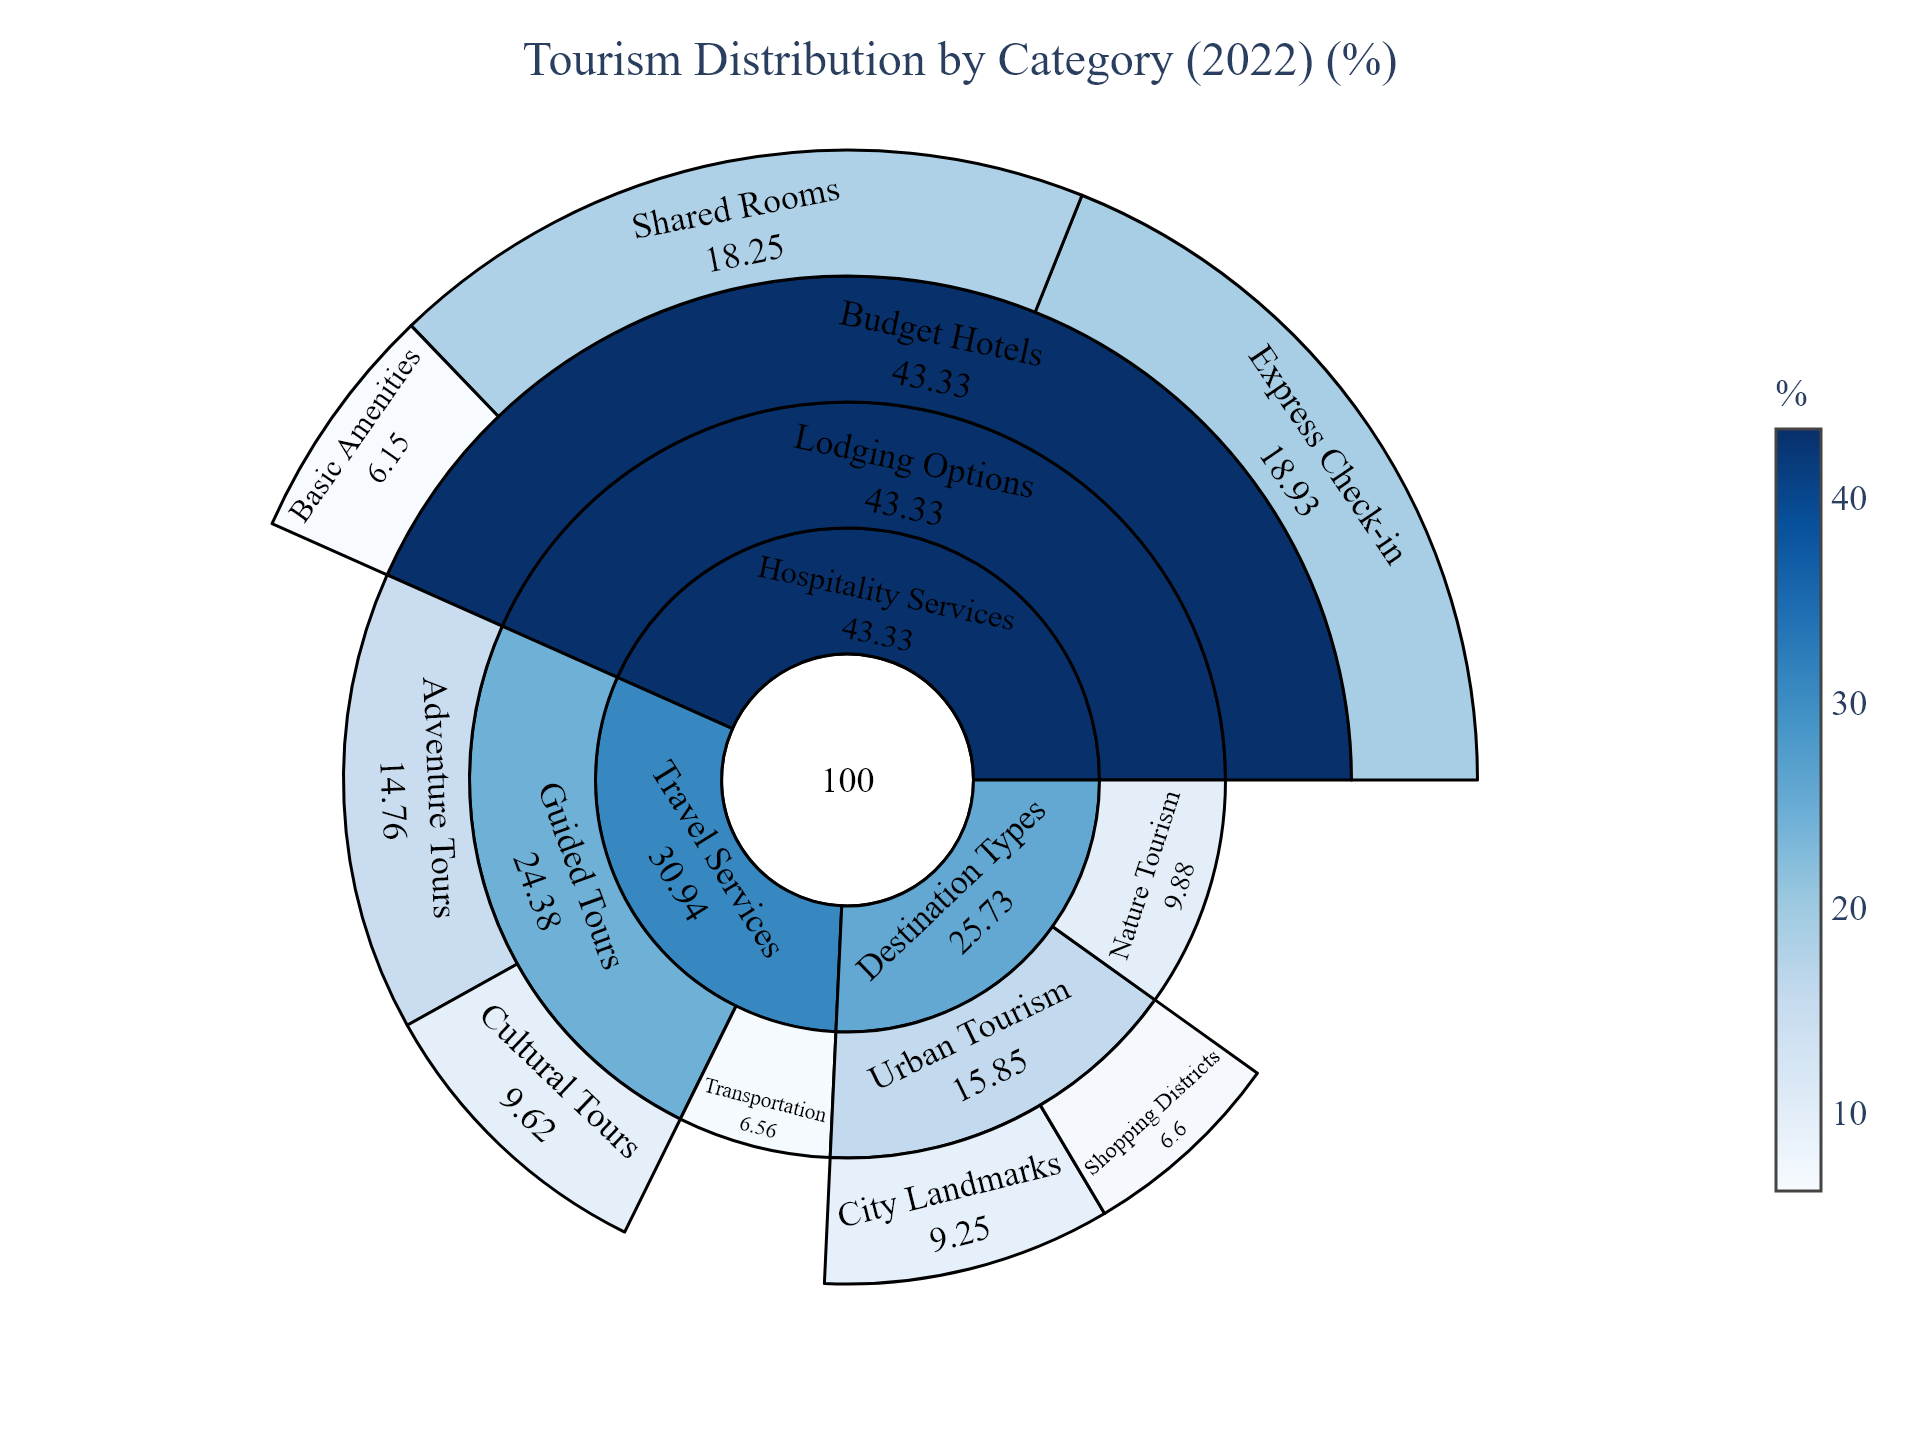 Tourism Distribution by Category (2022) (%)
Shared Rooms
18.25
Express Check-in
18.93
Basic Amenities
6.15
Budget Hotels
43.33
Lodging Options
43.33
Hospitality Services
43.33
100
Adventure Tours
14.76
Guided Tours
24.38
Travel Services
30.94
Cultural Tours
9.62
Transportation
6.56
Destination Types
25.73
Nature Tourism
9.88
Urban Tourism
15.85
City Landmarks
9.25
Shopping Districts
6.6
%
40
30
20
10